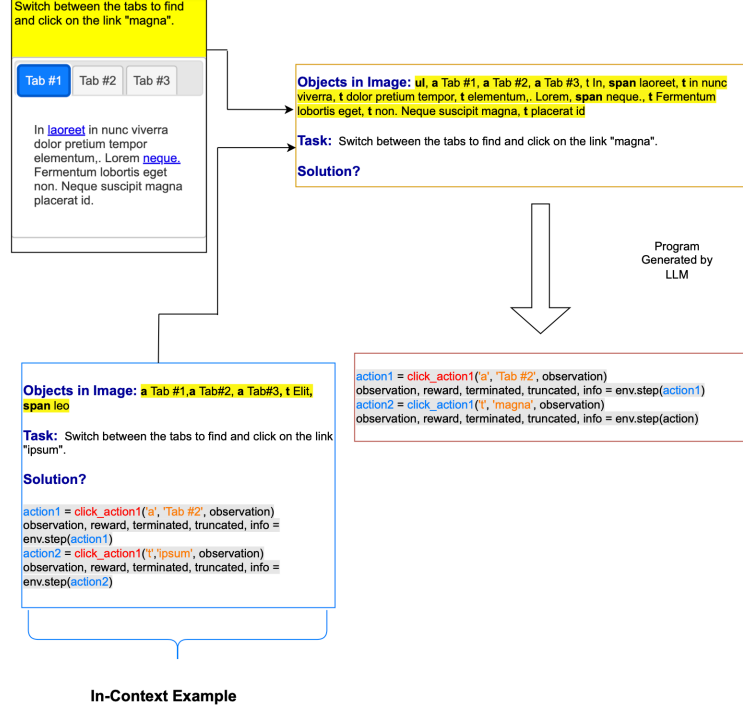 Switch between the tabs to find
and click on the link "magna".
Tab #1 Tab #2 Tab #3
In laoreet in nunc viverra
dolor pretium tempor
elementum,. Lorem neque.
Fermentum lobortis eget
non. Neque suscipit magna
placerat id.
Objects in Image: ul, a Tab #1, a Tab #2, a Tab #3, t In, span laoreet, t in nunc
viverra, t dolor pretium tempor, t elementum,. Lorem, span neque., t Fermentum
lobortis eget, t non. Neque suscipit magna, t placerat id
Task: Switch between the tabs to find and click on the link "magna".
Solution?
Program
Generated by
LLM
action1 = click_action1('a', 'Tab #2', observation)
observation, reward, terminated, truncated, info = env.step(action1)
action2 = click_action1('t', 'magna', observation)
observation, reward, terminated, truncated, info = env.step(action)
Objects in Image: a Tab #1,a Tab#2, a Tab#3, t Elit,
span leo
Task: Switch between the tabs to find and click on the link
"ipsum".
Solution?
action1 = click_action1('a', 'Tab #2', observation)
observation, reward, terminated, truncated, info =
env.step(action1)
action2 = click_action1('t','ipsum', observation)
observation, reward, terminated, truncated, info =
env.step(action2)
In-Context Example